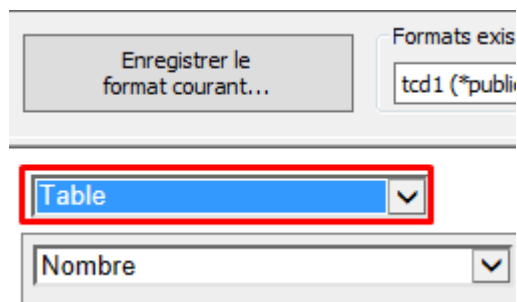 Enregistrer le
format courant...
Formats exis
tcd1 (*publi
Table
Nombre